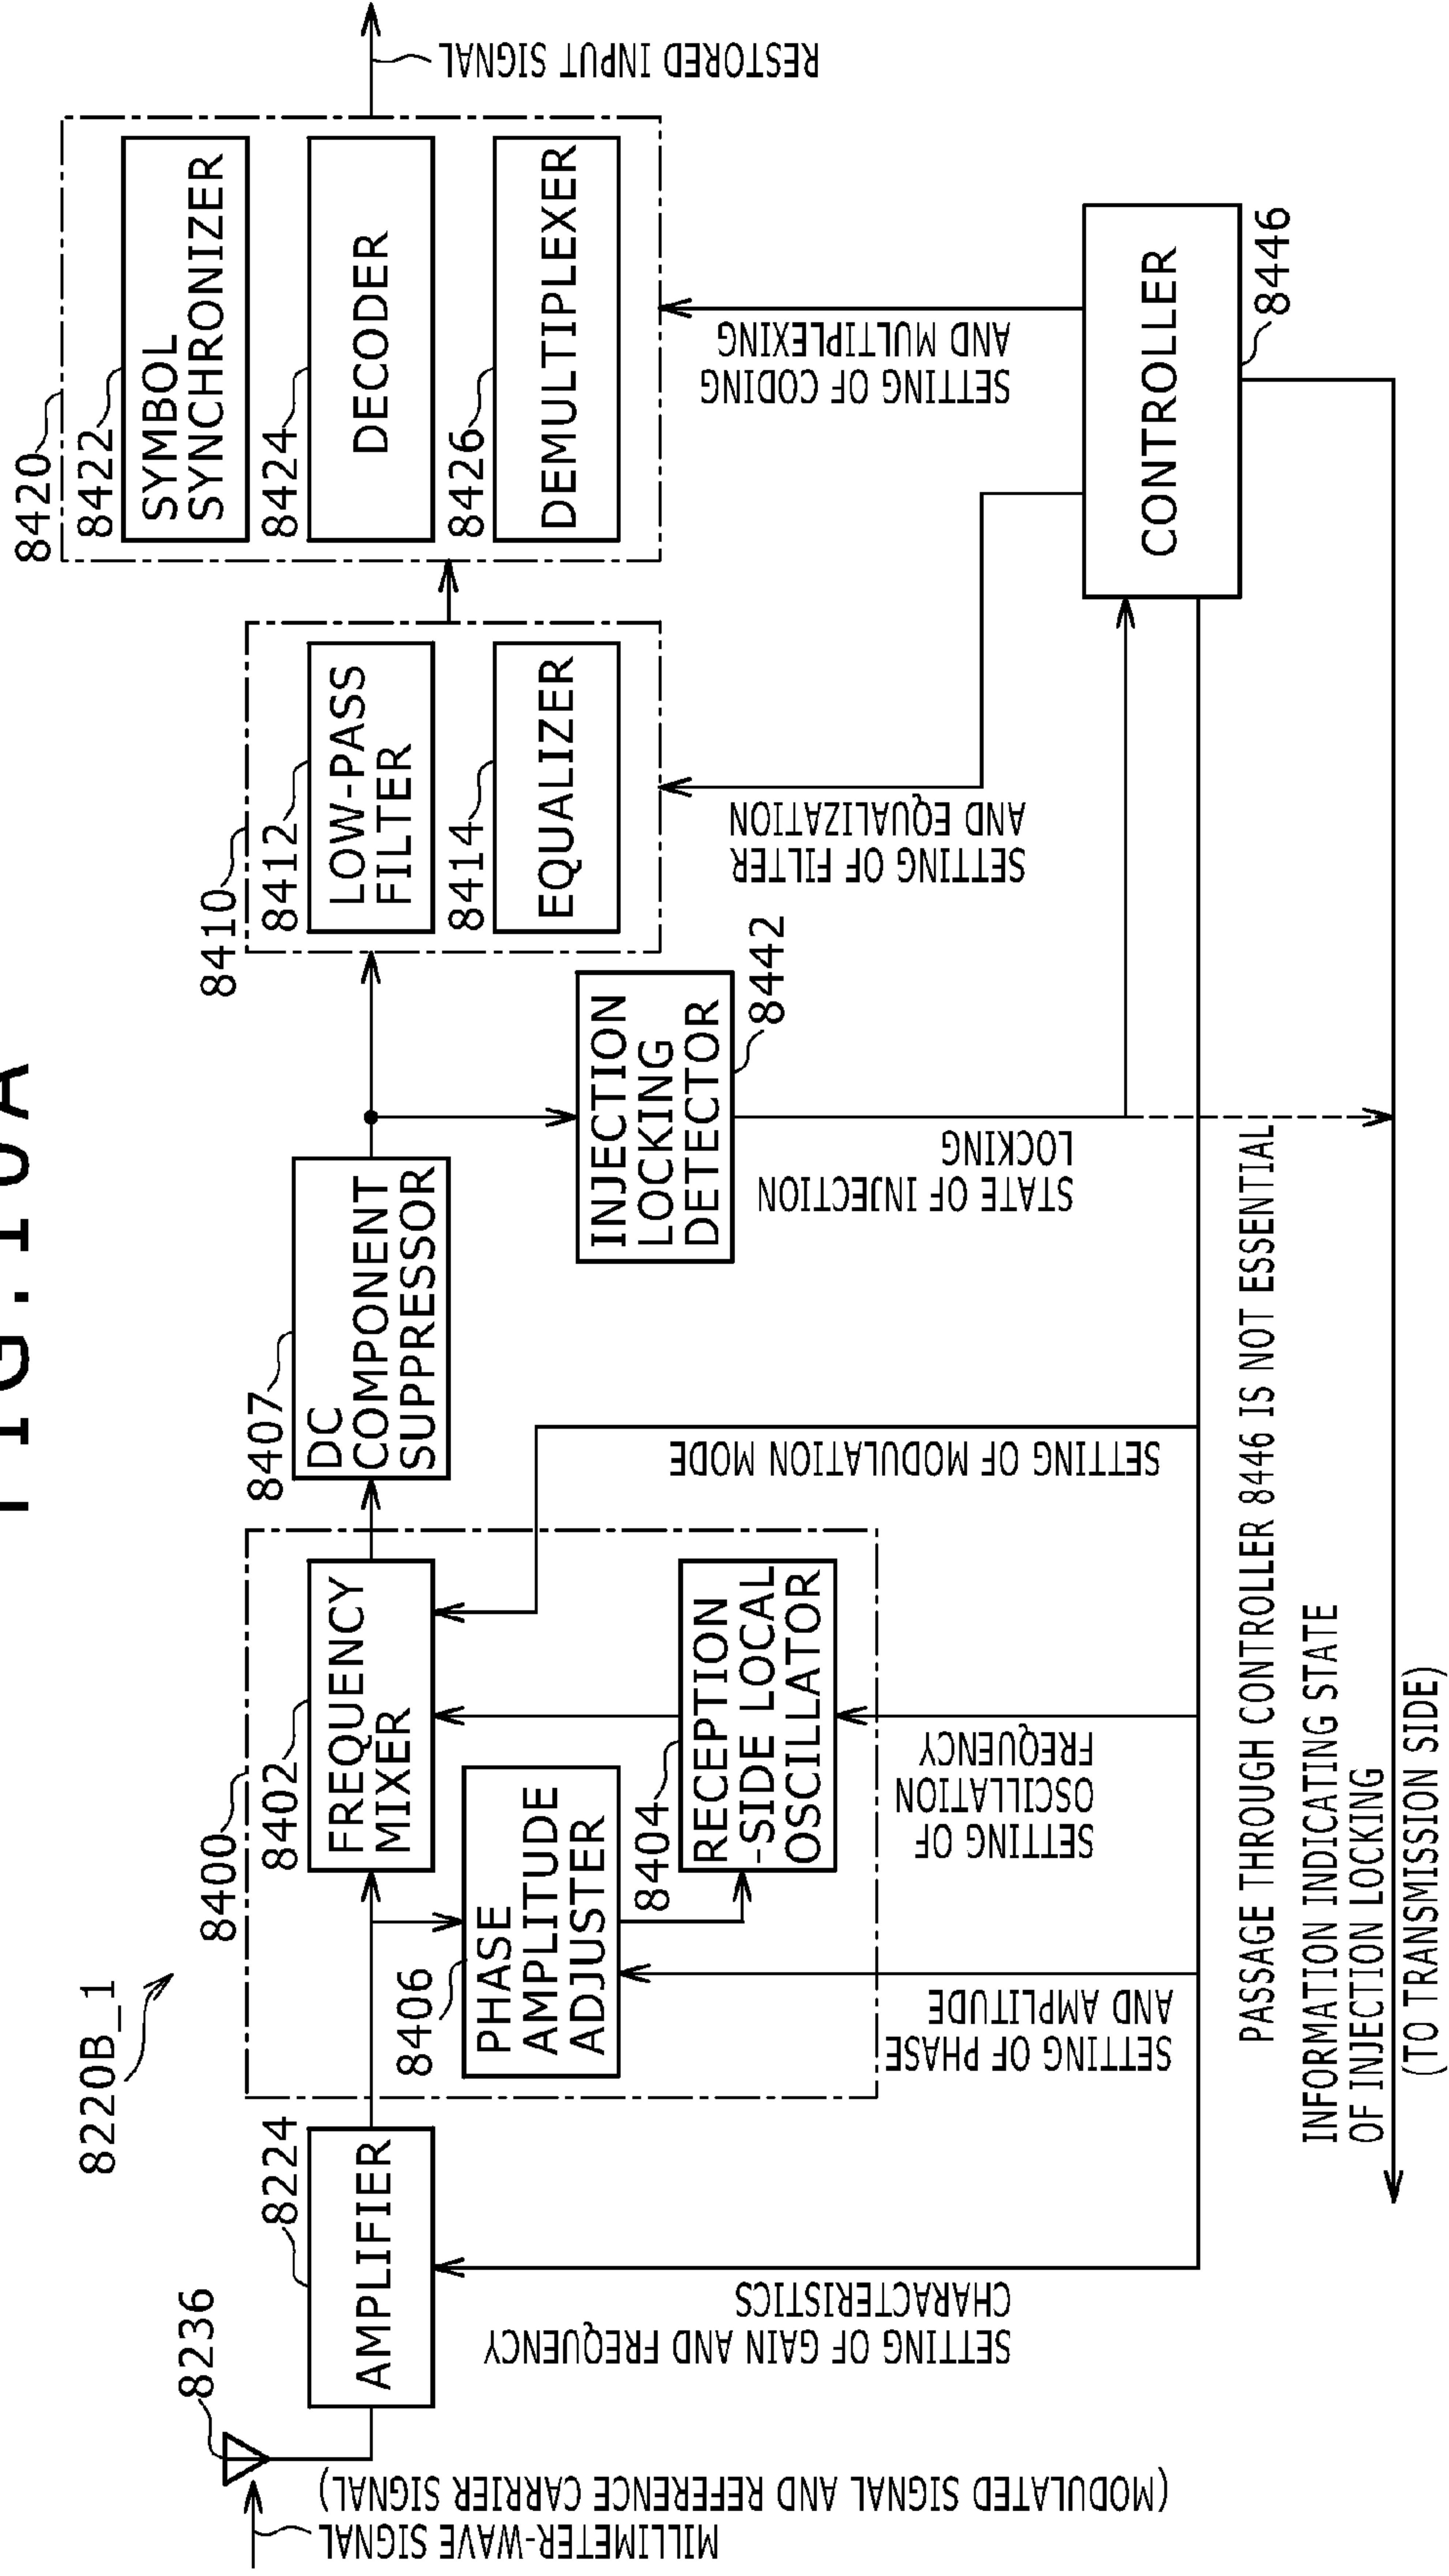 FIG.10A
8220B_1
8236
MILLIMETER-WAVE SIGNAL
(MODULATED SIGNAL AND REFERENCE CARRIER SIGNAL)
8224
AMPLIFIER
SETTING OF GAIN AND FREQUENCY
CHARACTERISTICS
8400
8402
FREQUENCY
MIXER
8406
PHASE
AMPLITUDE
ADJUSTER
8404
RECEPTION
-SIDE LOCAL
OSCILLATOR
SETTING OF PHASE
AND AMPLITUDE
SETTING OF
OSCILLATION
FREQUENCY
SETTING OF MODULATION MODE
8407
DC
COMPONENT
SUPPRESSOR
INJECTION
LOCKING
DETECTOR
8442
STATE OF INJECTION
LOCKING
8410
8412
LOW-PASS
FILTER
8414
EQUALIZER
SETTING OF FILTER
AND EQUALIZATION
8420
8422
SYMBOL
SYNCHRONIZER
8424
DECODER
8426
DEMULTIPLEXER
RESTORED INPUT SIGNAL
SETTING OF CODING
AND MULTIPLEXING
CONTROLLER
8446
PASSAGE THROUGH CONTROLLER 8446 IS NOT ESSENTIAL
INFORMATION INDICATING STATE
OF INJECTION LOCKING
(TO TRANSMISSION SIDE)